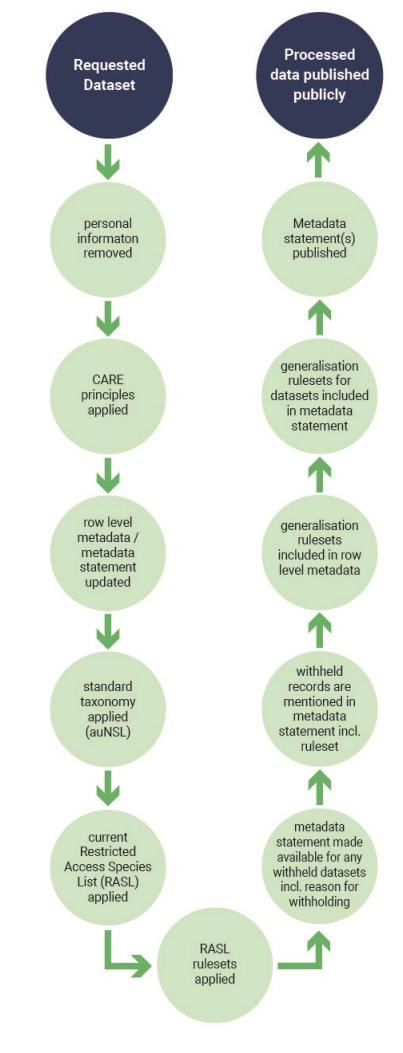 Requested
Dataset
personal
informaton
removed
CARE
principles
applied
row level
metadata /
metadata
statement
updated
standard
taxonomy
applied
(auNSL)
current
Restricted
Access Species
List (RASL)
applied
RASL
rulesets
applied
metadata
statement made
available for any
withheld datasets
incl. reason for
withholding
withheld
records are
mentioned in
metadata
statement incl.
ruleset
generalisation
rulesets
included in row
level metadata
generalisation
rulesets for
datasets included
in metadata
statement
Metadata
statement(s)
published
Processed
data published
publicly